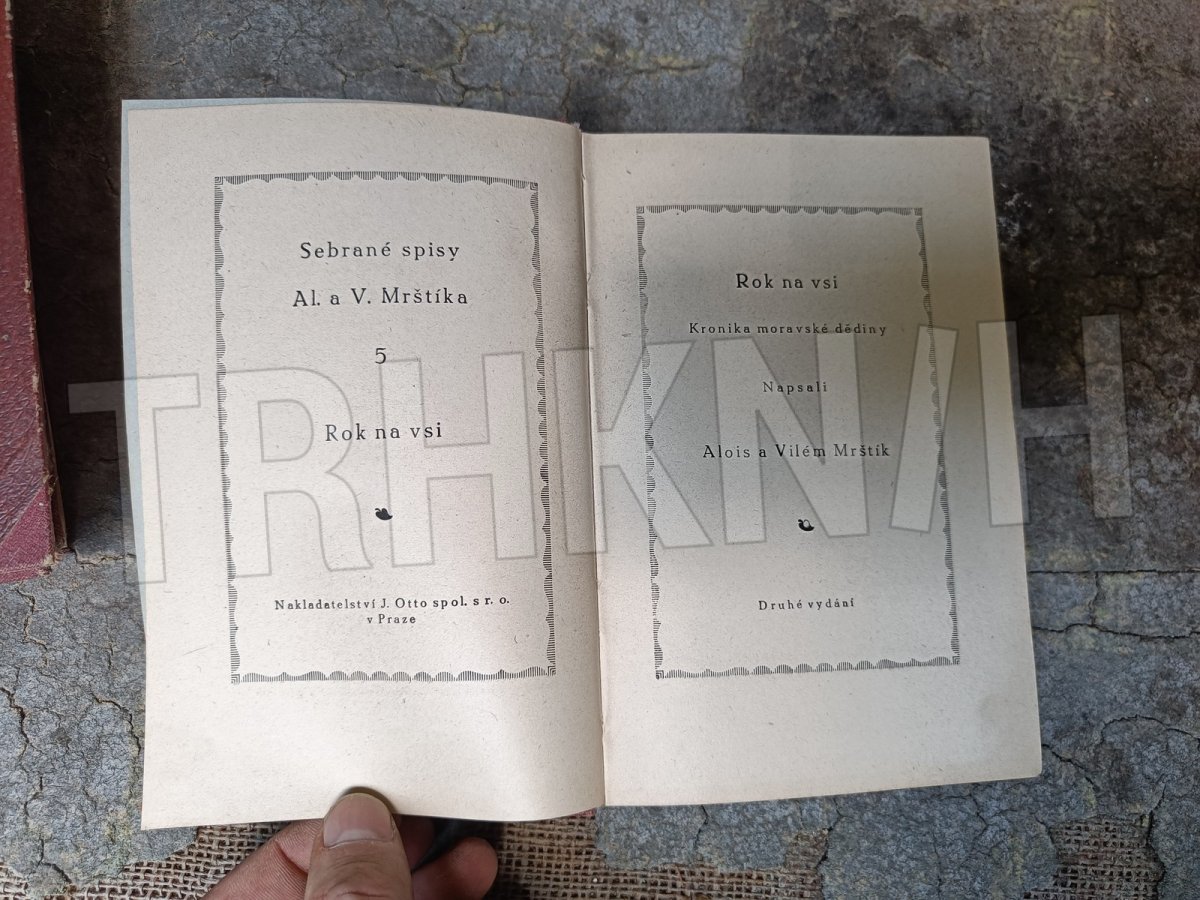 Sebrané spisy
Al. a V. Mrštíka
5
Rok na vsi
Nakladatelství J. Otto spol. s r. o.
v Praze
Rok na vsi
Kronika moravské dědiny
Napsali
Alois a Vilém Mrštík
Druhé vydání
TRHKNIH